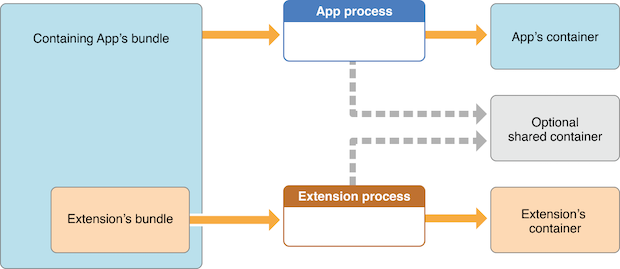 Containing App's bundle
App process
App's container
Optional
shared container
Extension's bundle
Extension process
Extension's
container